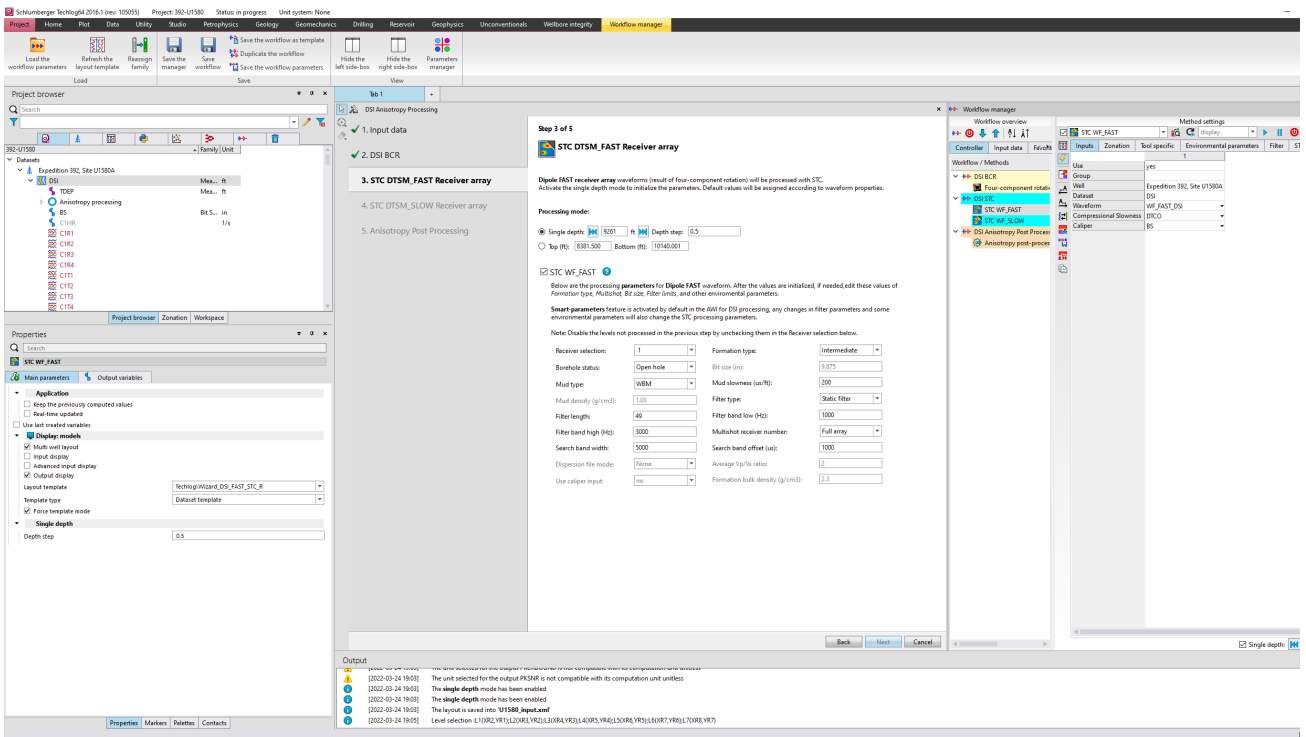 Schlumberger Techlog64 2016.1 (rev: 105055) Project: 392-U1580 Status: in progress Unit system: None
Project Home Plot Data Utility Studio Petrophysics Geology Geomechanics Drilling Reservoir Geophysics Unconventionals Wellbore integrity Workflow manager
Load the workflow parameters
Refresh the layout template
Reassign family
Save the manager
Save workflow
Save the workflow as template
Duplicate the workflow
Save the workflow parameters
Hide the left side-box
Hide the right side-box
Parameters manager
Load Save View
Project browser
Search
392-U1580 Family Unit
Datasets
Expedition 392, Site U1580A
DSI Mea... ft
TDEP Mea... ft
Anisotropy processing
BS Bit S... in
C1HR 1/s
C1R1
C1R2
C1R3
C1R4
C1T1
C1T2
C1T3
C1T4
Project browser Zonation Workspace
Properties
Search
STC WF_FAST
Main parameters Output variables
Application
Keep the previously computed values
Real-time updated
Use last created variables
Display: models
Multi well layout
Input display
Advanced input display
Output display
Layout template Techlog\Wizard_DSI_FAST_STC_R
Template type Dataset template
Force template mode
Single depth
Depth step 0.5
Properties Markers Palettes Contacts
Tab 1 +
DSI Anisotropy Processing
1. Input data
2. DSI BCR
3. STC DTSM_FAST Receiver array
4. STC DTSM_SLOW Receiver array
5. Anisotropy Post Processing
Step 3 of 5
STC DTSM_FAST Receiver array
Dipole FAST receiver array waveforms (result of four-component rotation) will be processed with STC.
Activate the single depth mode to initialize the parameters. Default values will be assigned according to waveform properties.
Processing mode:
Single depth: 9261 ft Depth step: 0.5
Top (ft): 8381.500 Bottom (ft): 10140.001
STC WF_FAST
Below are the processing parameters for Dipole FAST waveform. After the values are initialized, if needed,edit these values of
Formation type, Multishot, Bit size, Filter limits, and other enviromental parameters.
Smart-parameters feature is activated by default in the AWI for DSI processing, any changes in filter parameters and some
environmental parameters will also change the STC processing parameters.
Note: Disable the levels not processed in the previous step by unchecking them in the Receiver selection below.
Receiver selection: 1 Formation type: Intermediate
Borehole status: Open hole Bit size (in): 9.875
Mud type: WBM Mud slowness (us/ft): 200
Mud density (g/cm3): 1.03 Filter type: Static filter
Filter length: 49 Filter band low (Hz): 1000
Filter band high (Hz): 3000 Multishot receiver number: Full array
Search band width: 5000 Search band offset (us): 1000
Dispersion file mode: None Average Vp/Vs ratio: 2
Use caliper input: no Formation bulk density (g/cm3): 2.3
Back Next Cancel
Workflow manager
Workflow overview
Controller Input data Favorit
Workflow / Methods
DSI BCR
Four-component rotati
DSI STC
STC WF_FAST
STC WF_SLOW
DSI Anisotropy Post Process
Anisotropy post-proces
Method settings
STC WF_FAST display
Inputs Zonation Tool specific Environmental parameters Filter ST
1
Use yes
Group
Well Expedition 392, Site U1580A
Dataset DSI
Waveform WF_FAST_DSI
Compressional Slowness DTCO
Caliper BS
Single depth:
Output
[2022-03-24 19:03] The unit selected for the output PKSNR is not compatible with its computation unit unitless
[2022-03-24 19:03] The single depth mode has been enabled
[2022-03-24 19:03] The single depth mode has been enabled
[2022-03-24 19:03] The layout is saved into 'U1580_input.xml'
[2022-03-24 19:05] Level selection :L1(XR2,YR1);L2(XR3,YR2);L3(XR4,YR3);L4(XR5,YR4);L5(XR6,YR5);L6(XR7,YR6);L7(XR8,YR7)